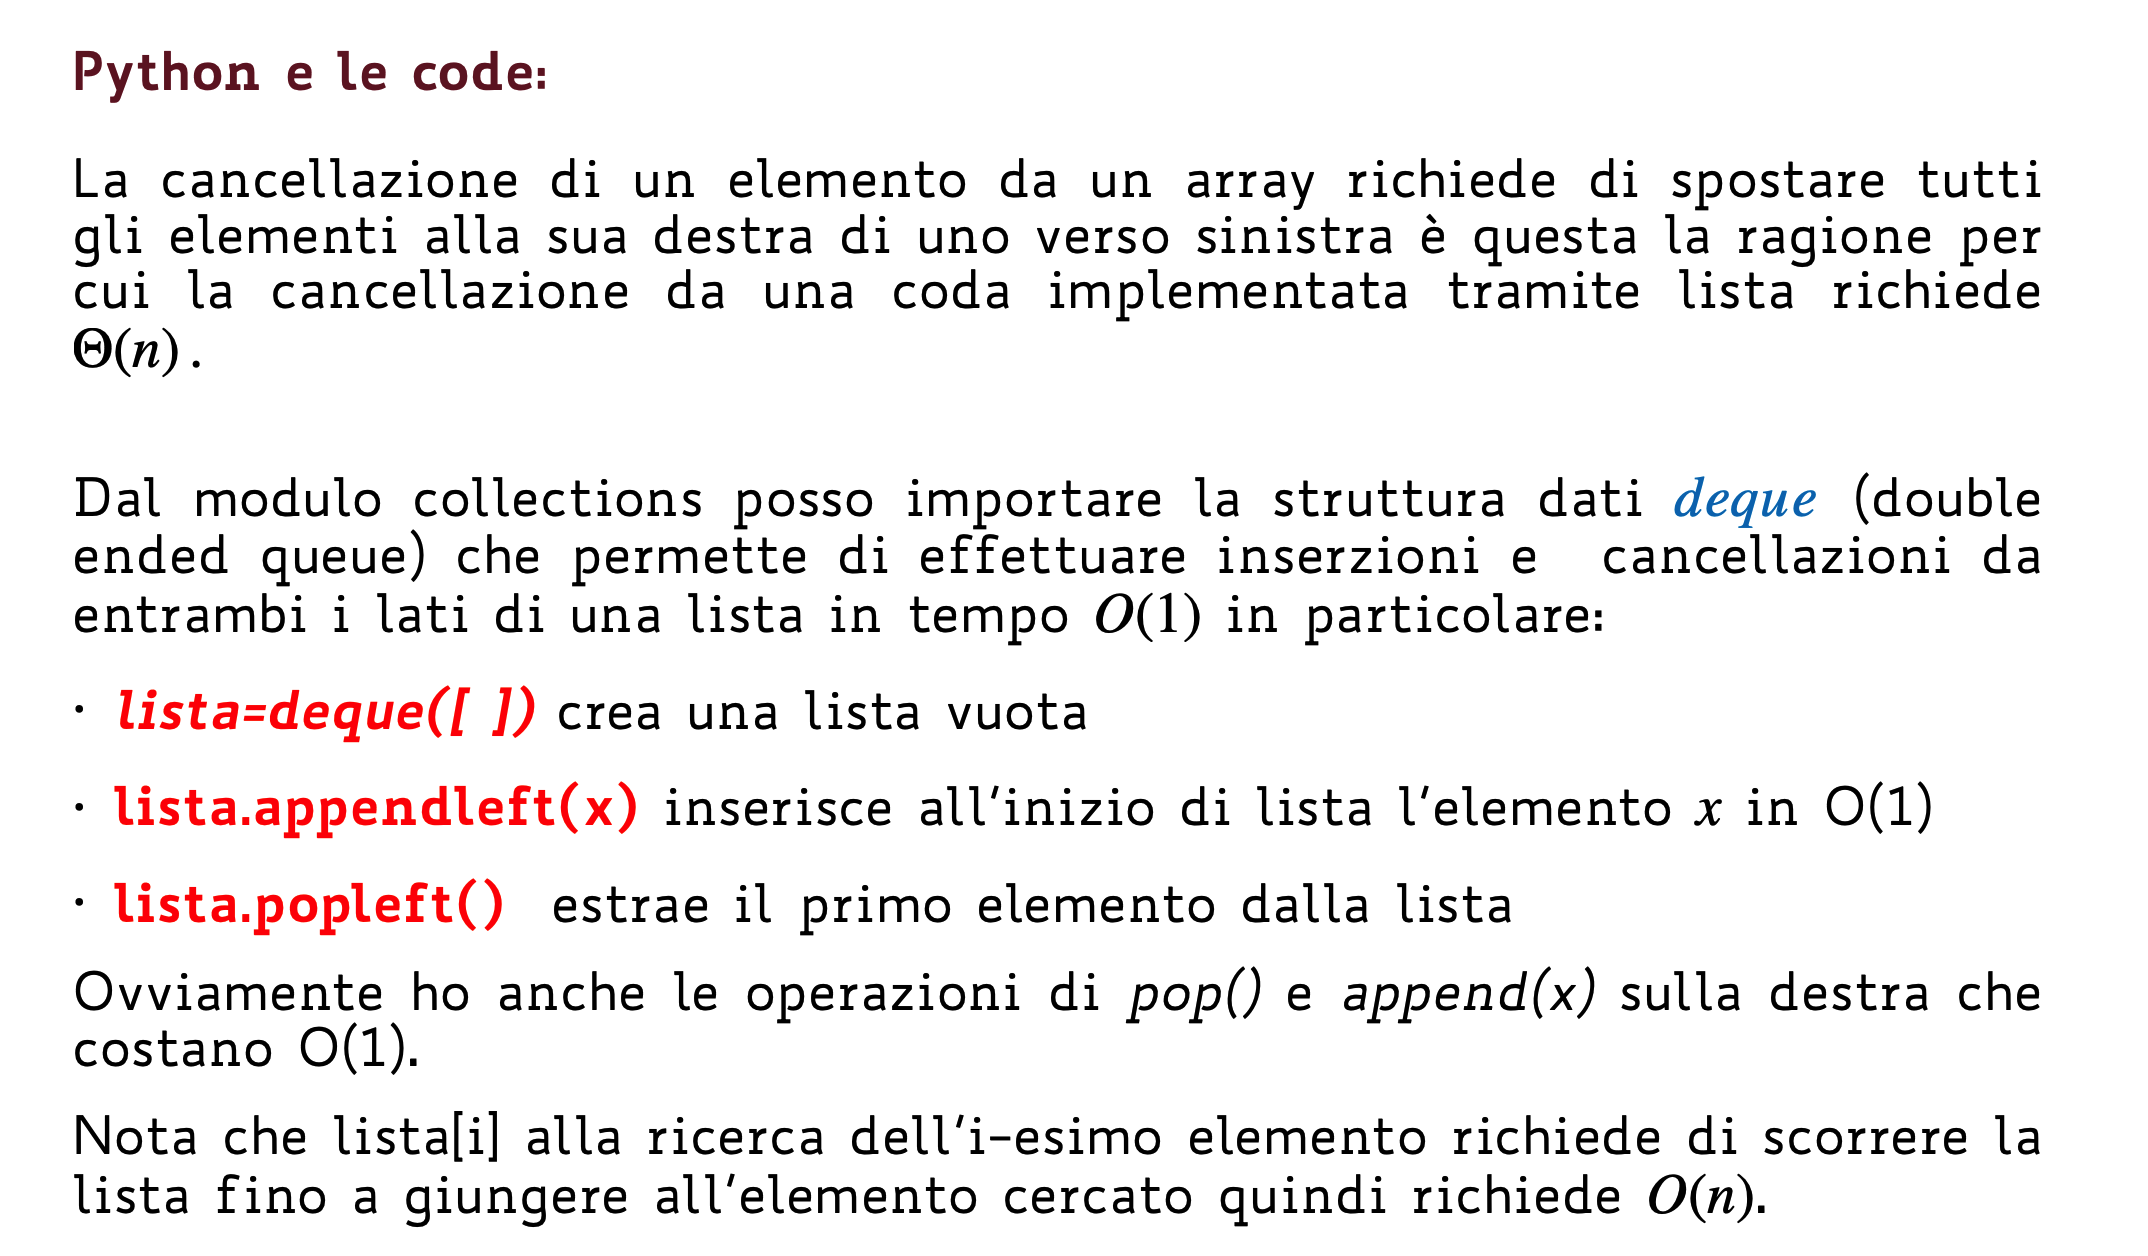 Python e le code:
La cancellazione di un elemento da un array richiede di spostare tutti
gli elementi alla sua destra di uno verso sinistra è questa la ragione per
cui la cancellazione da una coda implementata tramite lista richiede
Θ(n) .
Dal modulo collections posso importare la struttura dati deque (double
ended queue) che permette di effettuare inserzioni e cancellazioni da
entrambi i lati di una lista in tempo O(1) in particolare:
· lista=deque([ ]) crea una lista vuota
· lista.appendleft(x) inserisce all'inizio di lista l'elemento x in O(1)
· lista.popleft() estrae il primo elemento dalla lista
Ovviamente ho anche le operazioni di pop() e append(x) sulla destra che
costano O(1).
Nota che lista[i] alla ricerca dell'i-esimo elemento richiede di scorrere la
lista fino a giungere all'elemento cercato quindi richiede O(n).